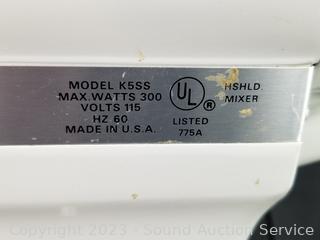 MODEL K5SS
MAX.WATTS 300
VOLTS 115
HZ 60
MADE IN U.S.A.
UL ®
LISTED
775A
HSHLD.
MIXER
Copyright 2023 - Sound Auction Service